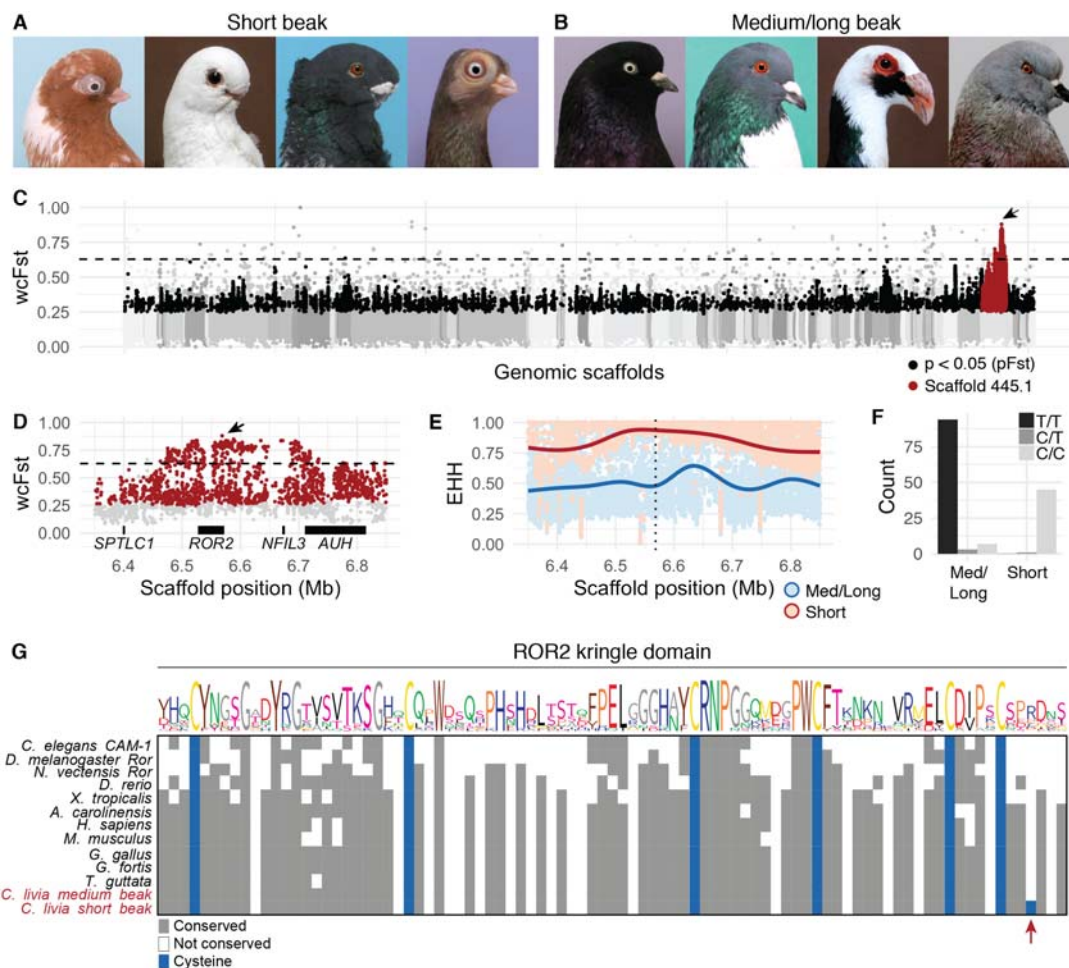 A Short beak
B Medium/long beak
C
wcFst
1.00
0.75
0.50
0.25
0.00
Genomic scaffolds
p < 0.05 (pFst)
Scaffold 445.1
D
wcFst
1.00
0.75
0.50
0.25
0.00
SPTLC1 ROR2 NFIL3 AUH
6.4 6.5 6.6 6.7 6.8
Scaffold position (Mb)
E
EHH
1.00
0.75
0.50
0.25
0.00
6.4 6.5 6.6 6.7 6.8
Scaffold position (Mb)
Med/Long
Short
F
Count
75
50
25
0
T/T
C/T
C/C
Med/
Long
Short
G
ROR2 kringle domain
C. elegans CAM-1
D. melanogaster Ror
N. vectensis Ror
D. rerio
X. tropicalis
A. carolinensis
H. sapiens
M. musculus
G. gallus
G. fortis
T. guttata
C. livia medium beak
C. livia short beak
Conserved
Not conserved
Cysteine